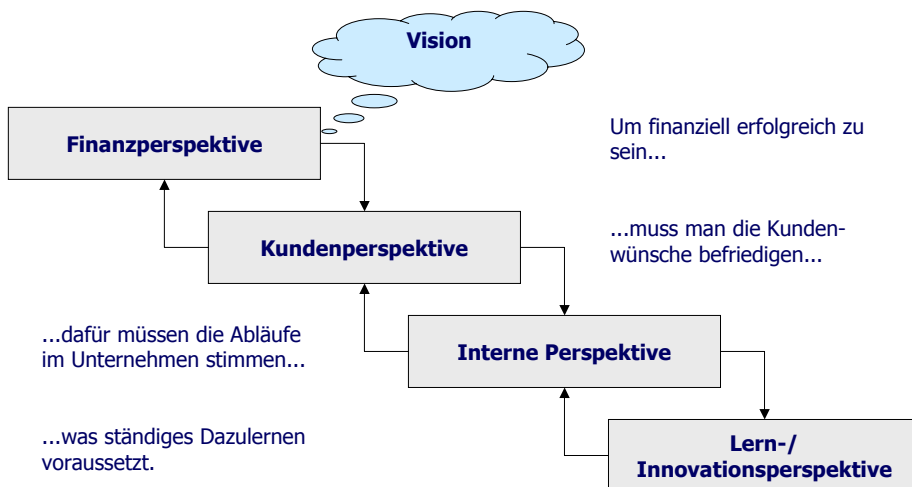 Vision
Finanzperspektive
Um finanziell erfolgreich zu
sein...
Kundenperspektive
...muss man die Kunden-
wünsche befriedigen...
...dafür müssen die Abläufe
im Unternehmen stimmen...
Interne Perspektive
...was ständiges Dazulernen
voraussetzt.
Lern-/
Innovationsperspektive